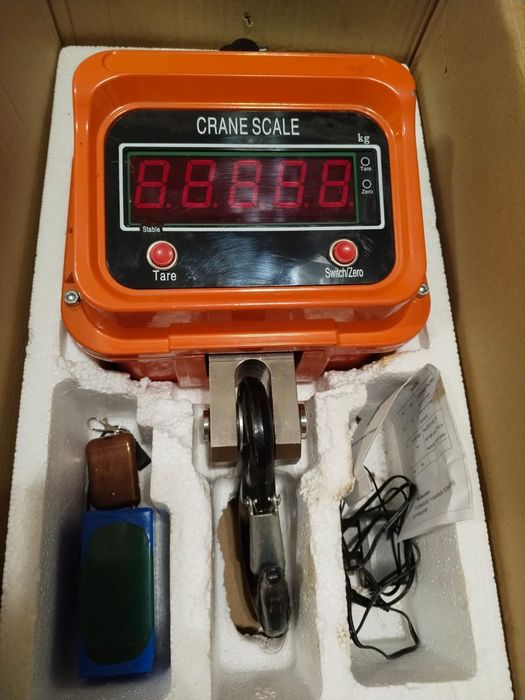 CRANE SCALE
kg
Tare
Zero
Stable
Tare
Switch/Zero